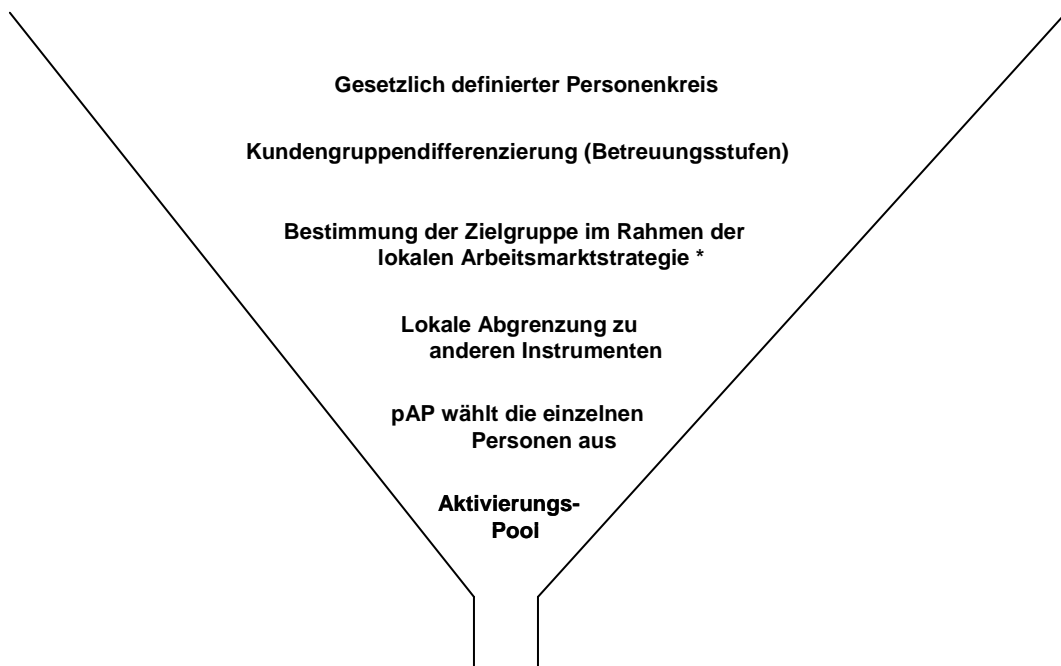 Gesetzlich definierter Personenkreis
Kundengruppendifferenzierung (Betreuungsstufen)
Bestimmung der Zielgruppe im Rahmen der
lokalen Arbeitsmarktstrategie *
Lokale Abgrenzung zu
anderen Instrumenten
pAP wählt die einzelnen
Personen aus
Aktivierungs-
Pool